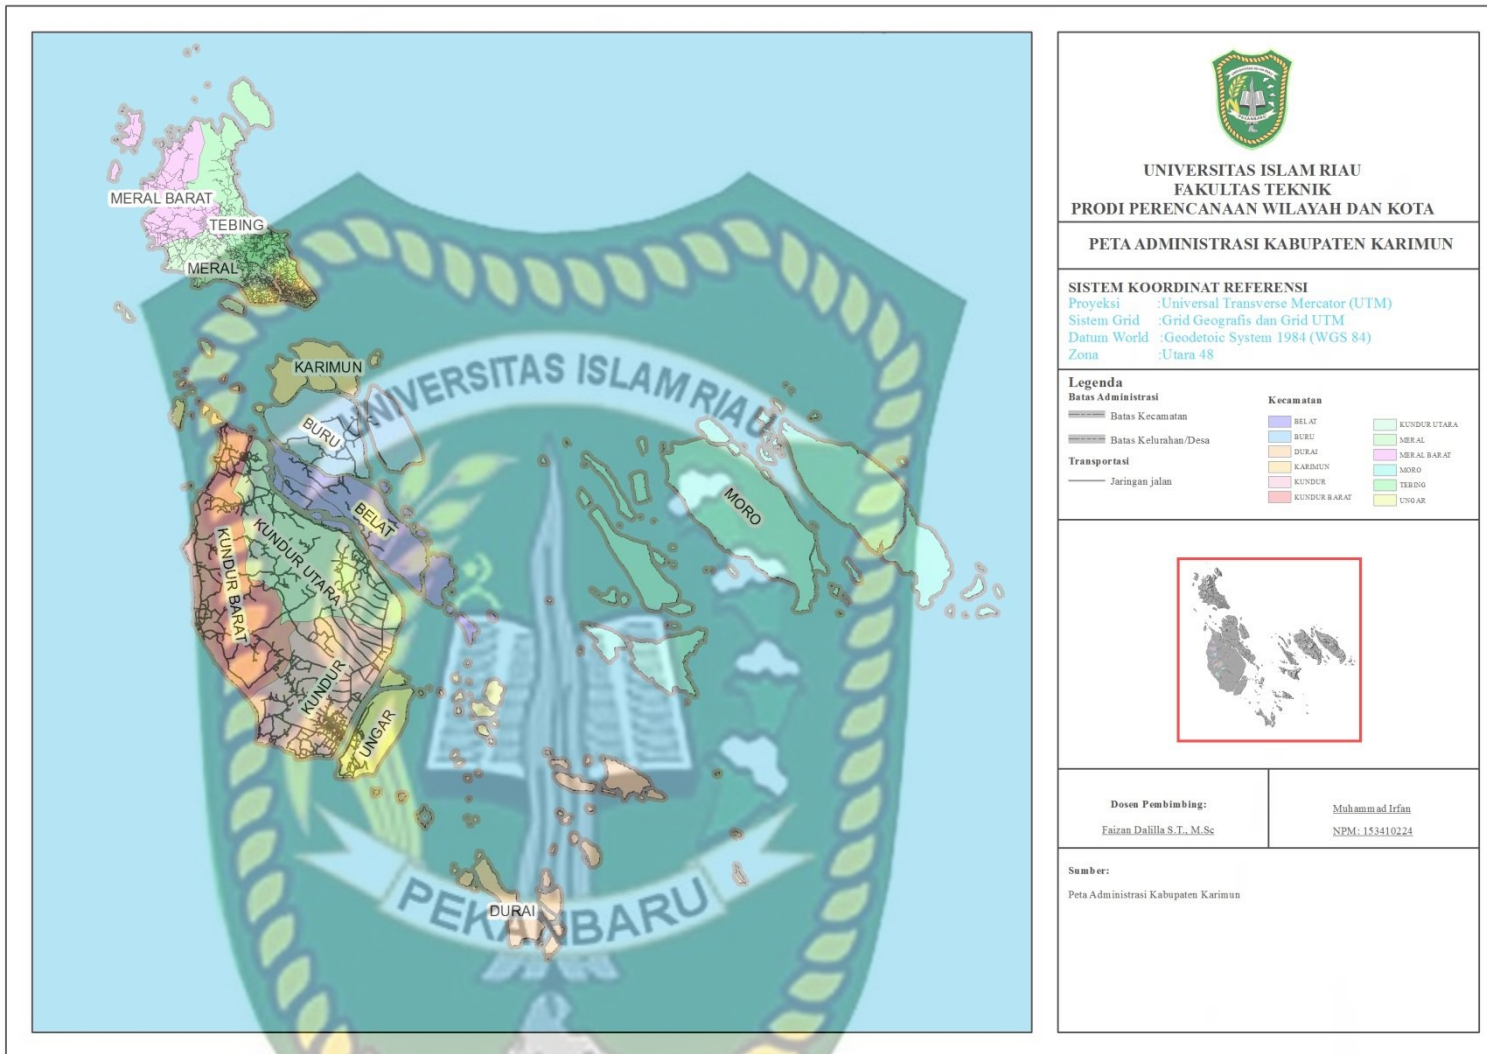 MERAL BARAT
TEBING
MERAL
KARIMUN
BURU
BELAT
KUNDUR UTARA
KUNDUR BARAT
KUNDUR
UNGAR
MORO
DURAI
UNIVERSITAS ISLAM RIAU
PEKANBARU
PEKANBARU
UNIVERSITAS ISLAM RIAU
FAKULTAS TEKNIK
PRODI PERENCANAAN WILAYAH DAN KOTA
PETA ADMINISTRASI KABUPATEN KARIMUN
SISTEM KOORDINAT REFERENSI
Proyeksi :Universal Transverse Mercator (UTM)
Sistem Grid :Grid Geografis dan Grid UTM
Datum World :Geodetoic System 1984 (WGS 84)
Zona :Utara 48
Legenda
Batas Administrasi
Batas Kecamatan
Batas Kelurahan/Desa
Transportasi
Jaringan jalan
Kecamatan
BELAT
BURU
DURAI
KARIMUN
KUNDUR
KUNDUR BARAT
KUNDUR UTARA
MERAL
MERAL BARAT
MORO
TEBING
UNGAR
Dosen Pembimbing:
Faizan Dalilla S.T., M.Sc
Muhammad Irfan
NPM: 153410224
Sumber:
Peta Administrasi Kabupaten Karimun